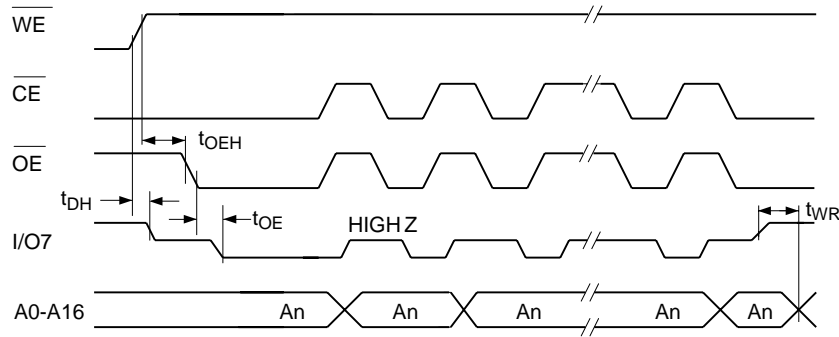 WE
CE
tOEH
OE
tDH
tOE
HIGH Z
tWR
I/O7
A0-A16
An
An
An
An
An